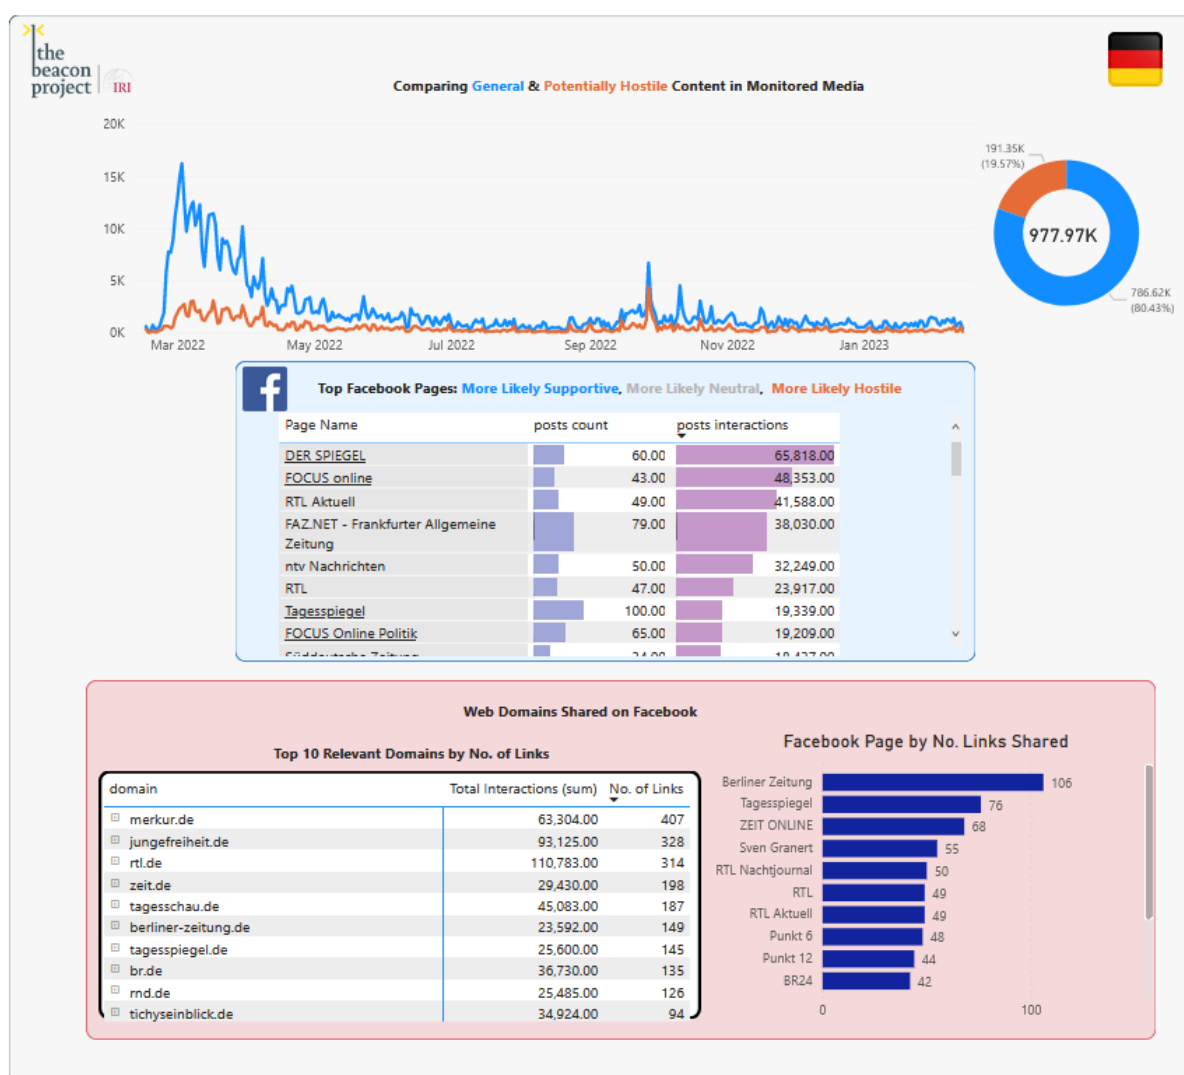 the
beacon
project
IRI
Comparing General & Potentially Hostile Content in Monitored Media
20K
15K
10K
5K
0K
Mar 2022 May 2022 Jul 2022 Sep 2022 Nov 2022 Jan 2023
191.35K
(19.57%)
977.97K
786.62K
(80.43%)
Top Facebook Pages: More Likely Supportive, More Likely Neutral, More Likely Hostile
Page Name posts count posts interactions
DER SPIEGEL 60.00 65,818.00
FOCUS online 43.00 48,353.00
RTL Aktuell 49.00 41,588.00
FAZ.NET - Frankfurter Allgemeine 79.00 38,030.00
Zeitung
ntv Nachrichten 50.00 32,249.00
RTL 47.00 23,917.00
Tagesspiegel 100.00 19,339.00
FOCUS Online Politik 65.00 19,209.00
Süddeutsche Zeitung
Web Domains Shared on Facebook
Top 10 Relevant Domains by No. of Links
domain Total Interactions (sum) No. of Links
merkur.de 63,304.00 407
jungefreiheit.de 93,125.00 328
rtl.de 110,783.00 314
zeit.de 29,430.00 198
tagesschau.de 45,083.00 187
berliner-zeitung.de 23,592.00 149
tagesspiegel.de 25,600.00 145
br.de 36,730.00 135
rnd.de 25,485.00 126
tichyseinblick.de 34,924.00 94
Facebook Page by No. Links Shared
Berliner Zeitung 106
Tagesspiegel 76
ZEIT ONLINE 68
Sven Granert 55
RTL Nachtjournal 50
RTL 49
RTL Aktuell 49
Punkt 6 48
Punkt 12 44
BR24 42
0 100